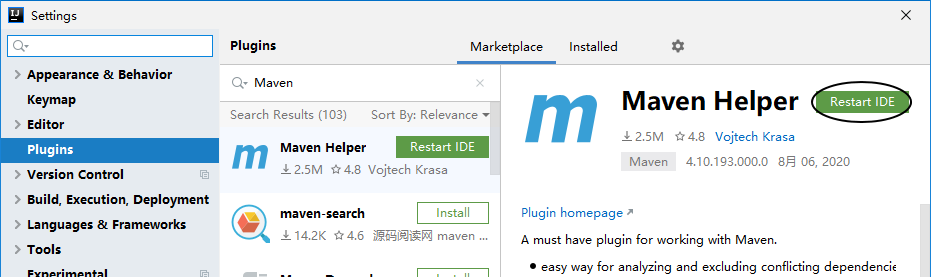 Settings
Appearance & Behavior
Keymap
Editor
Plugins
Version Control
Build, Execution, Deployment
Languages & Frameworks
Tools
Experimental
Plugins
Marketplace
Installed
Maven
Search Results (103)
Sort By: Relevance
Maven Helper
Restart IDE
2.5M
4.8
Vojtech Krasa
maven-search
Install
14.2K
4.6
源码阅读网 maven ...
Install
Maven Helper
Restart IDE
2.5M
4.8
Vojtech Krasa
Maven
4.10.193.000.0
8月 06, 2020
Plugin homepage
A must have plugin for working with Maven.
easy way for analyzing and excluding conflicting dependencie